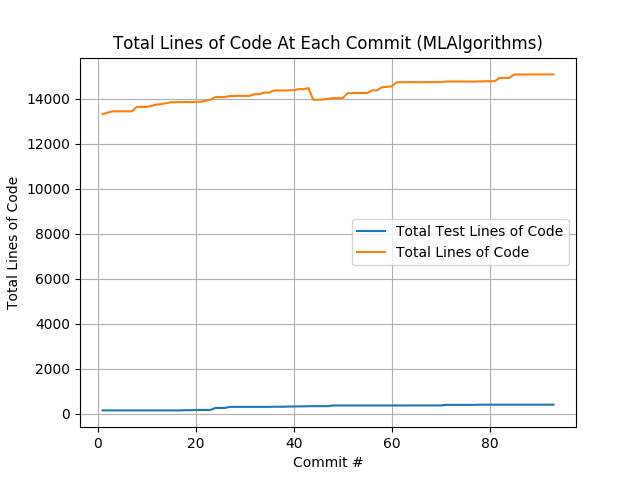 Total Lines of Code At Each Commit (MLAlgorithms)
Total Lines of Code
14000
12000
10000
8000
6000
4000
2000
0
Total Test Lines of Code
Total Lines of Code
0 20 40 60 80
Commit #